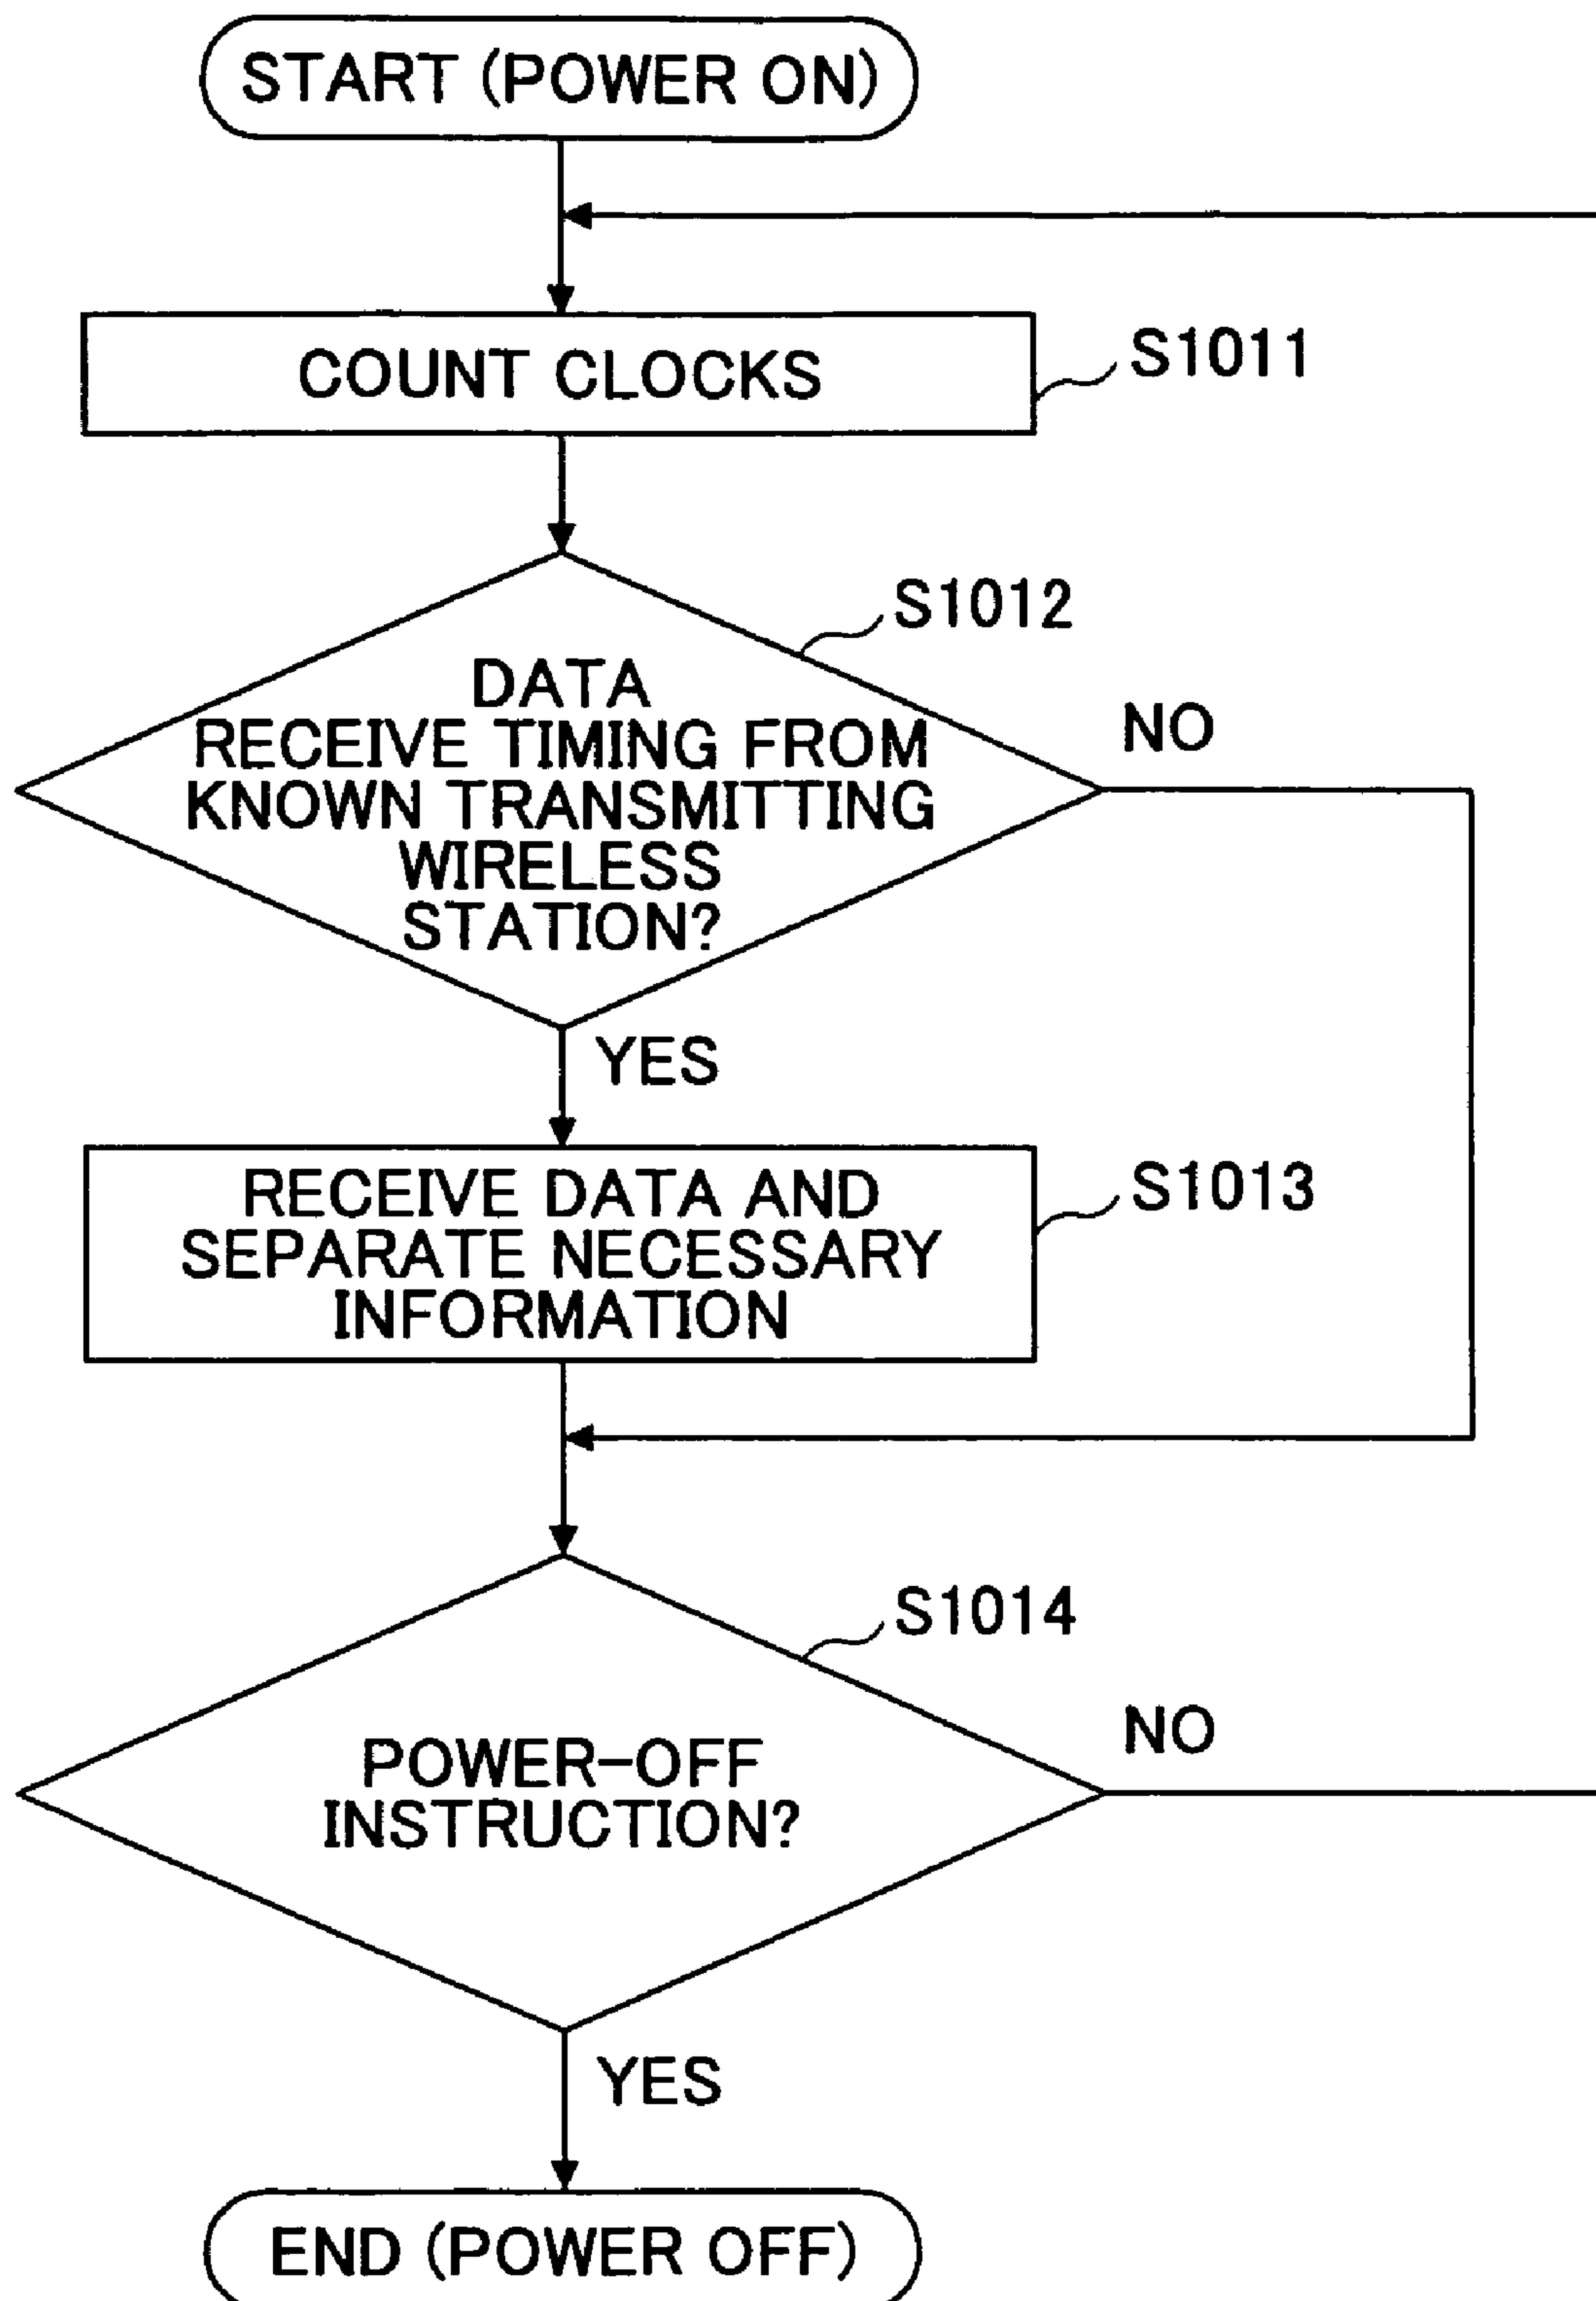 START (POWER ON)
COUNT CLOCKS
S1011
S1012
DATA
RECEIVE TIMING FROM
KNOWN TRANSMITTING
WIRELESS
STATION?
NO
YES
RECEIVE DATA AND
SEPARATE NECESSARY
INFORMATION
S1013
S1014
POWER-OFF
INSTRUCTION?
NO
YES
END (POWER OFF)